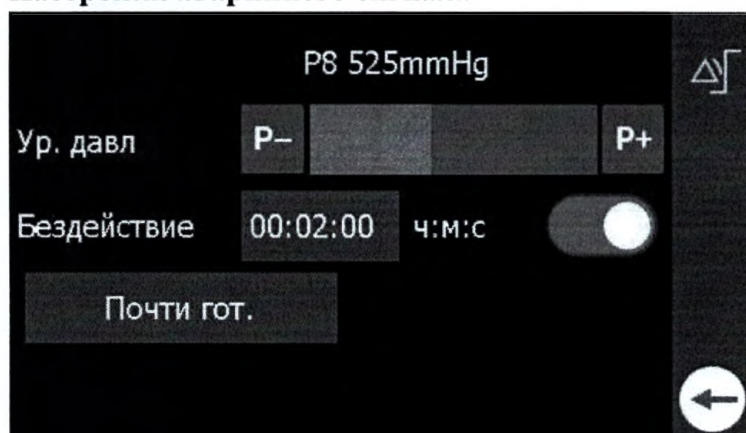 P8 525mmHg
Ур. давл P– P+
Бездействие 00:02:00 ч:м:с
Почти гот.